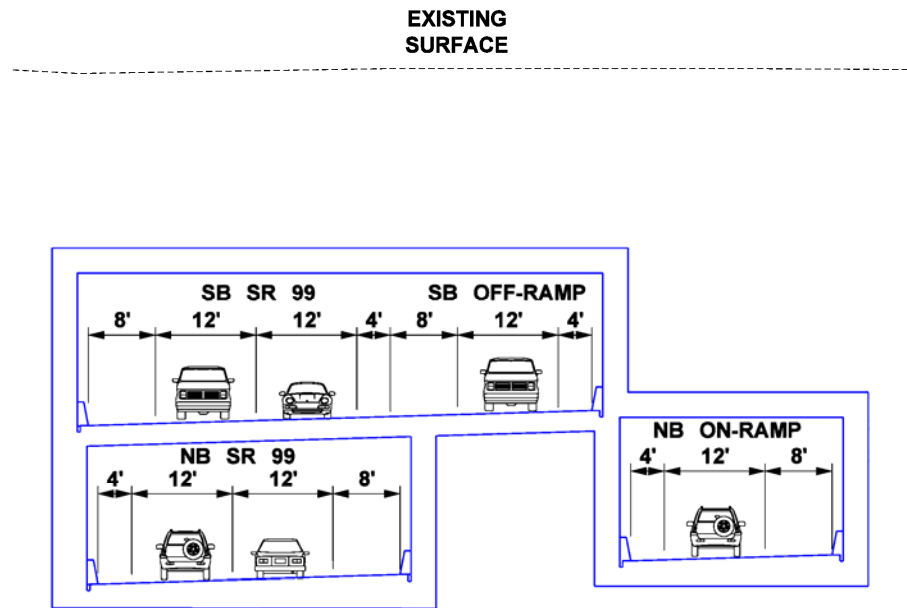 EXISTING
SURFACE
SB SR 99 SB OFF-RAMP
8' 12' 12' 4' 8' 12' 4'
NB SR 99
4' 12' 12' 8'
NB ON-RAMP
4' 12' 8'